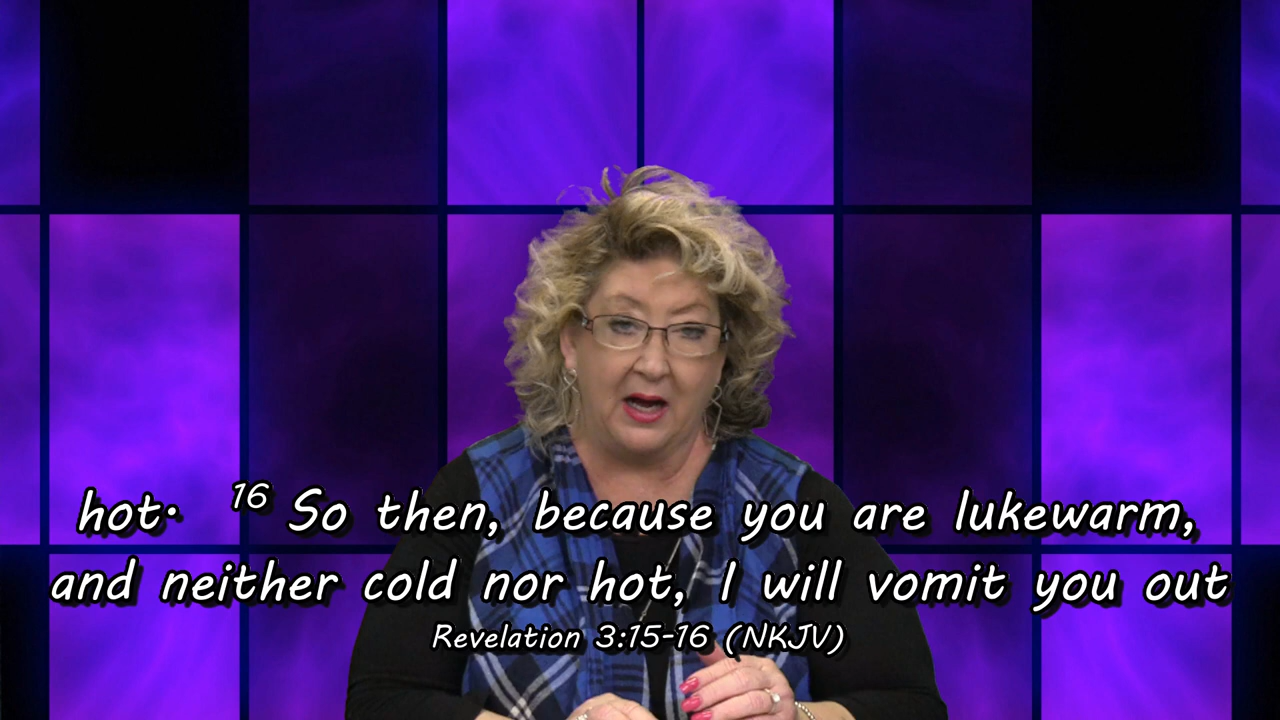 hot. 16 So then, because you are lukewarm,
and neither cold nor hot, I will vomit you out
Revelation 3:15-16 (NKJV)